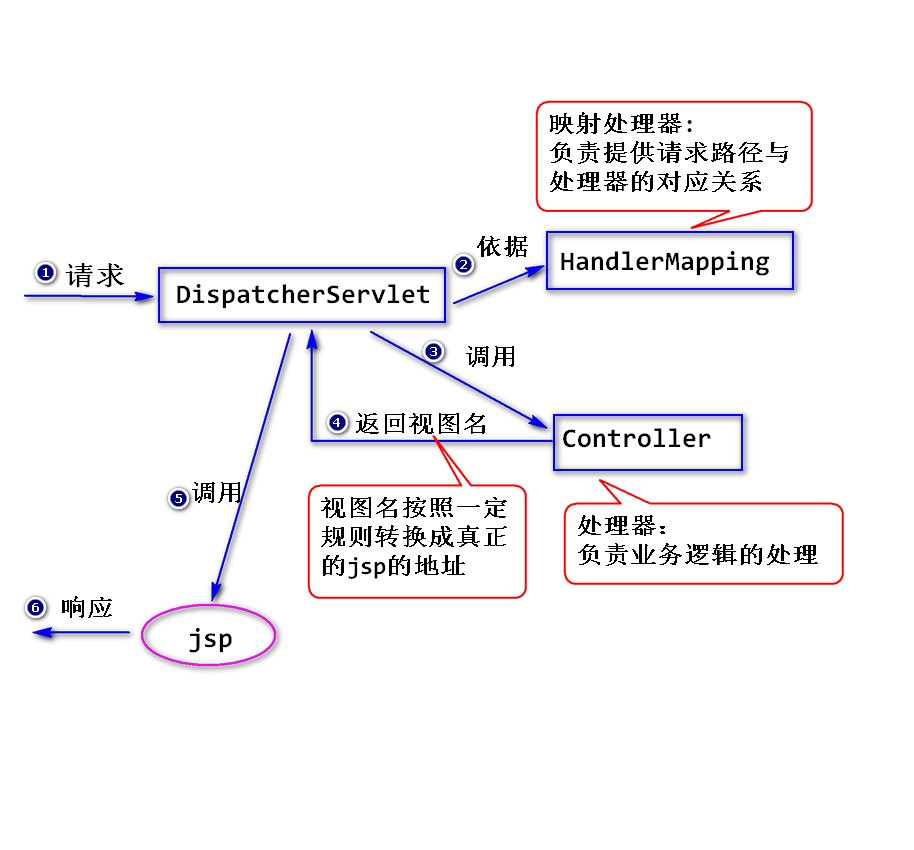 映射处理器:
负责提供请求路径与
处理器的对应关系
❶ 请求
DispatcherServlet
❷ 依据
HandlerMapping
❸ 调用
❹ 返回视图名
Controller
视图名按照一定
规则转换成真正
的jsp的地址
处理器:
负责业务逻辑的处理
❺ 调用
❻ 响应
jsp